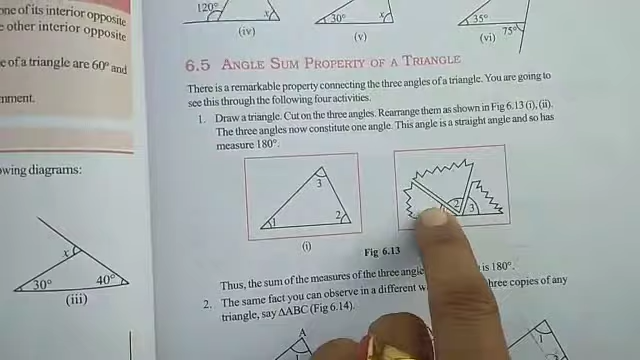 one of its interior opposite
e other interior opposite
e of a triangle are 60° and
nment.
wing diagrams:
x
30°
40°
(iii)
120°
x
(iv)
30°
x
(v)
35°
75°
(vi)
6.5 ANGLE SUM PROPERTY OF A TRIANGLE
There is a remarkable property connecting the three angles of a triangle. You are going to
see this through the following four activities.
1. Draw a triangle. Cut on the three angles. Rearrange them as shown in Fig 6.13 (i), (ii).
The three angles now constitute one angle. This angle is a straight angle and so has
measure 180°.
3
1
2
(i)
2
3
Fig 6.13
Thus, the sum of the measures of the three angle is 180°.
2. The same fact you can observe in a different w hree copies of any
triangle, say ΔABC (Fig 6.14).
A
1